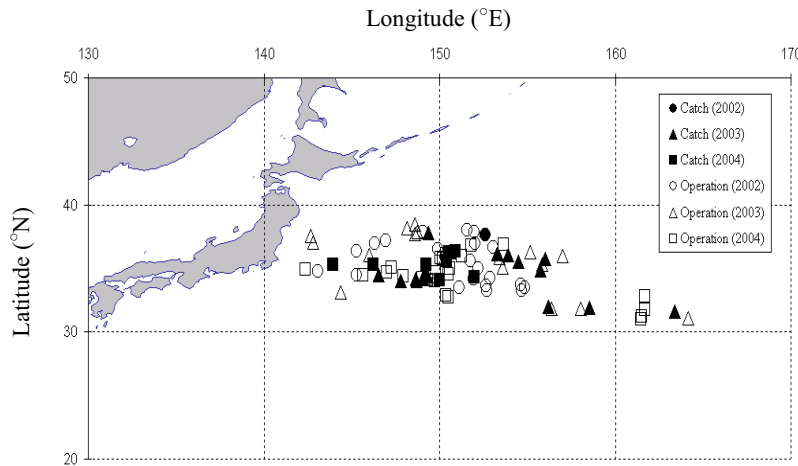 Longitude (°E)
130 140 150 160 170
50
40
30
20
Latitude (°N)
Catch (2002)
Catch (2003)
Catch (2004)
Operation (2002)
Operation (2003)
Operation (2004)